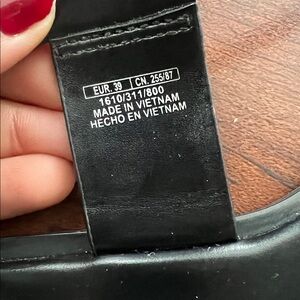 EUR. 39 CN. 255/87
1610/311/800
MADE IN VIETNAM
HECHO EN VIETNAM